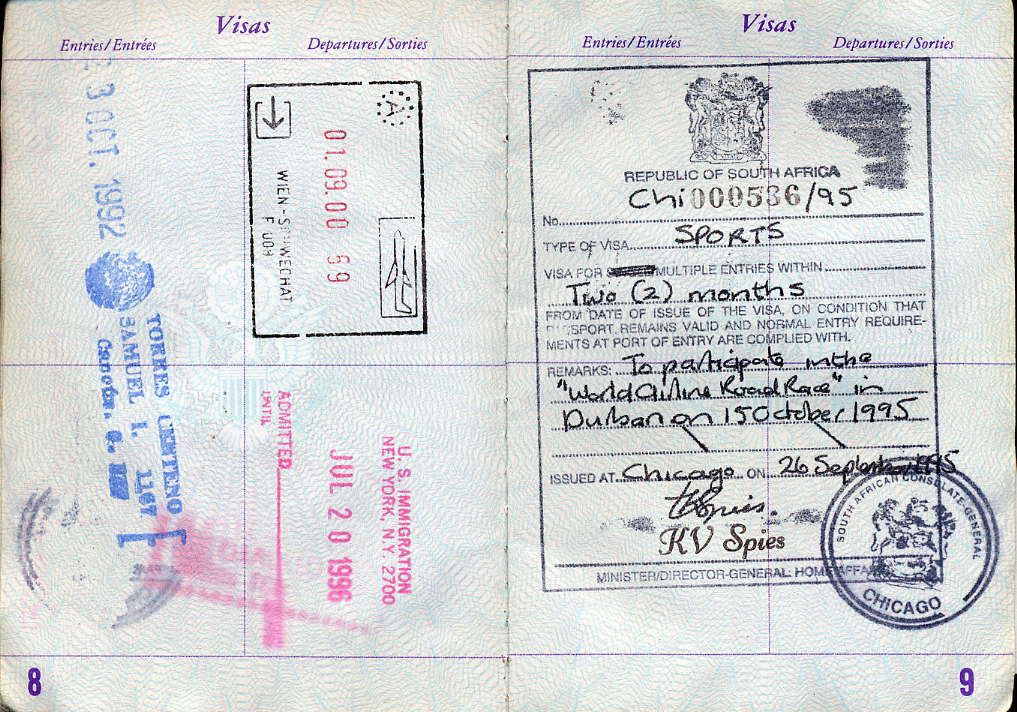 Visas
Entries/Entrées Departures/Sorties
3 OCT. 1992
TORRES CENTENO
SAMUEL I.
1167
A
01.09.00 69
WIEN-SCHWECHAT
U. S. IMMIGRATION
NEW YORK, N.Y. 2700
ADMITTED
UNTIL
JUL 20 1996
8
Visas
Entries/Entrées Departures/Sorties
REPUBLIC OF SOUTH AFRICA
No. Chi000536/95
TYPE OF VISA SPORTS
VISA FOR MULTIPLE ENTRIES WITHIN
Two (2) months
FROM DATE OF ISSUE OF THE VISA, ON CONDITION THAT
PASSPORT REMAINS VALID AND NORMAL ENTRY REQUIRE-
MENTS AT PORT OF ENTRY ARE COMPLIED WITH.
REMARKS: To participate in the
"World Airline Road Race" in
Durban on 15 October 1995
ISSUED AT Chicago ON 26 September 1995
KV Spies
MINISTER/DIRECTOR-GENERAL: HOME AFFAIRS
SOUTH AFRICAN CONSULATE-GENERAL
CHICAGO
9